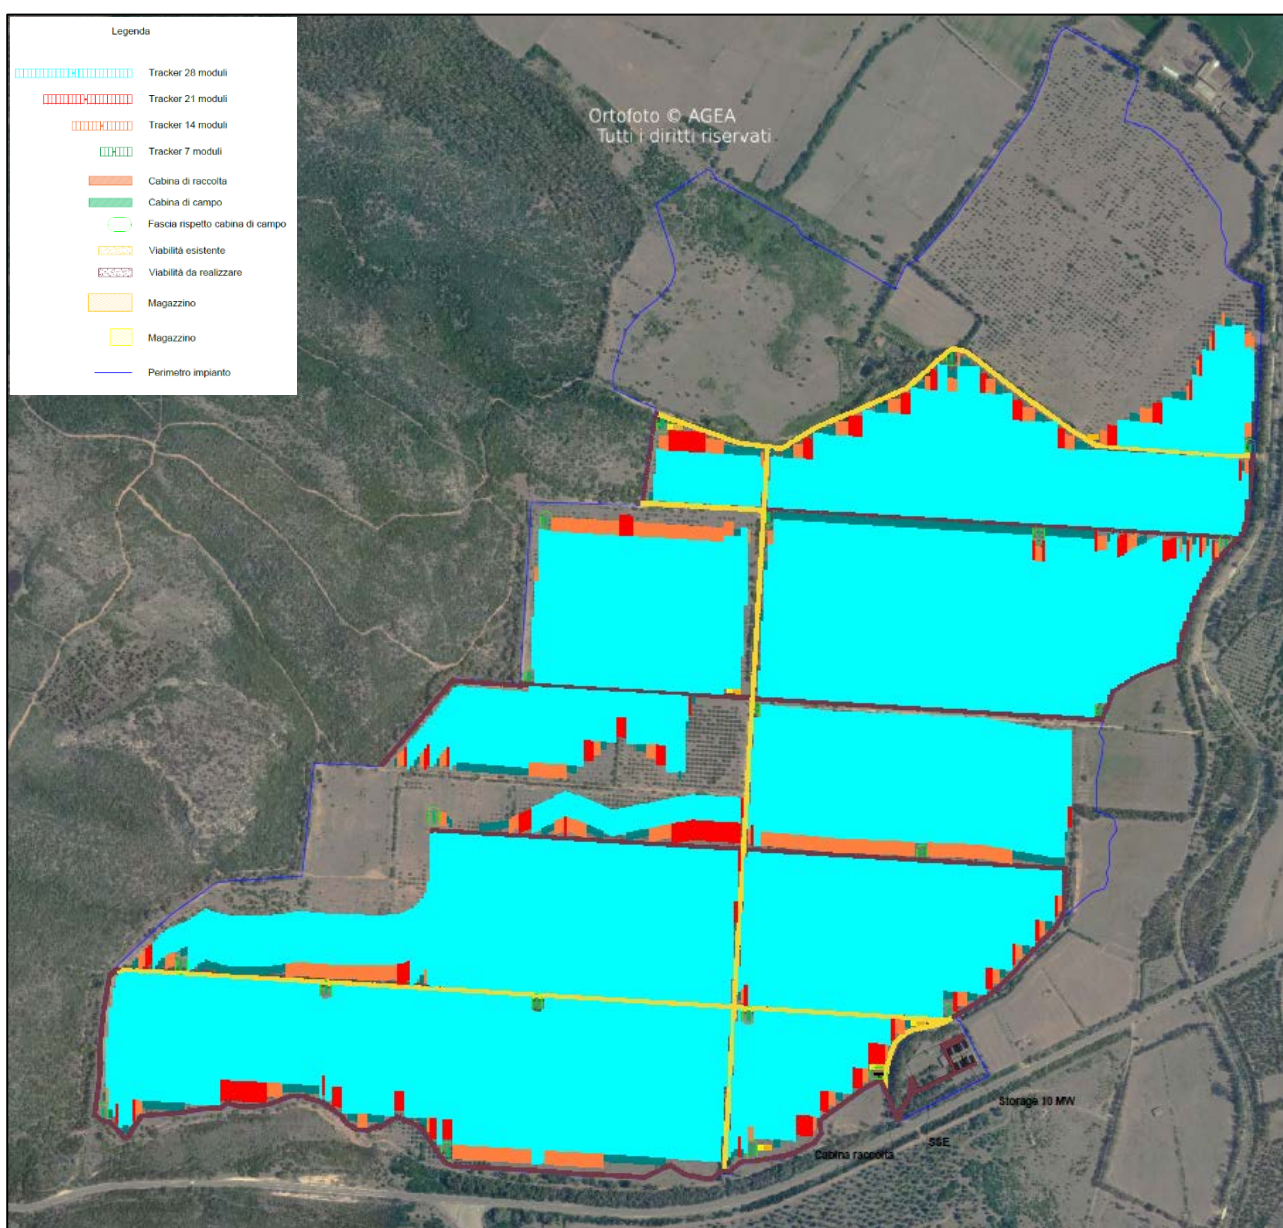 Legenda
Tracker 28 moduli
Tracker 21 moduli
Tracker 14 moduli
Tracker 7 moduli
Cabina di raccolta
Cabina di campo
Fascia rispetto cabina di campo
Viabilità esistente
Viabilità da realizzare
Magazzino
Magazzino
Perimetro impianto
Ortofoto © AGEA
Tutti i diritti riservati
Storage 10 MW
SSE
Cabina raccolta